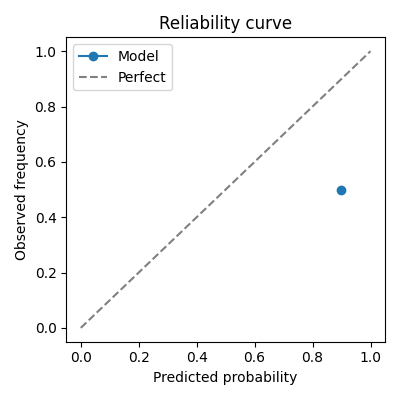 Reliability curve
Model
Perfect
Observed frequency
1.0
0.8
0.6
0.4
0.2
0.0
0.0 0.2 0.4 0.6 0.8 1.0
Predicted probability